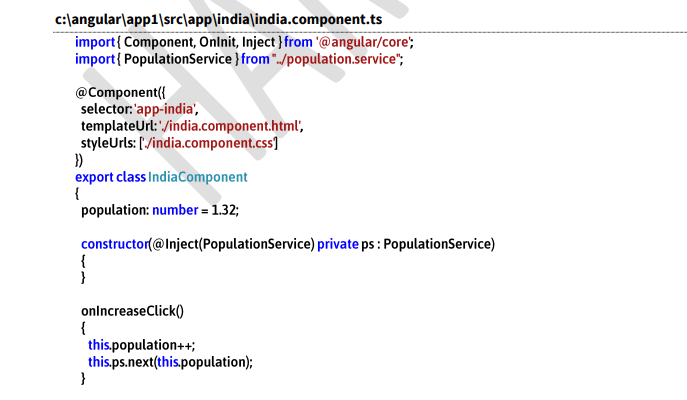 c:\angular\app1\src\app\india\india.component.ts
import { Component, OnInit, Inject } from '@angular/core';
import { PopulationService } from "../population.service";
@Component({
selector: 'app-india',
templateUrl: './india.component.html',
styleUrls: ['./india.component.css']
})
export class IndiaComponent
{
population: number = 1.32;
constructor(@Inject(PopulationService) private ps : PopulationService)
{
}
onIncreaseClick()
{
this.population++;
this.ps.next(this.population);
}